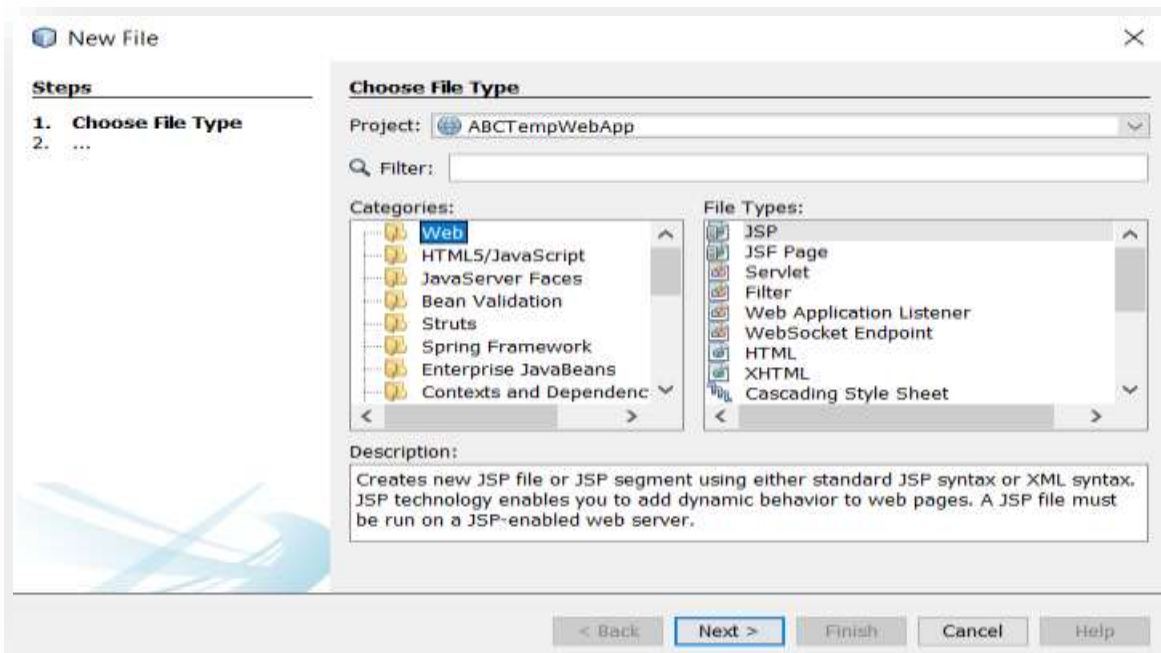 New File
Steps
1. Choose File Type
2. ...
Choose File Type
Project: ABCTempWebApp
Filter:
Categories:
Web
HTML5/JavaScript
JavaServer Faces
Bean Validation
Struts
Spring Framework
Enterprise JavaBeans
Contexts and Dependenc
File Types:
JSP
JSF Page
Servlet
Filter
Web Application Listener
WebSocket Endpoint
HTML
XHTML
Cascading Style Sheet
Description:
Creates new JSP file or JSP segment using either standard JSP syntax or XML syntax.
JSP technology enables you to add dynamic behavior to web pages. A JSP file must
be run on a JSP-enabled web server.
< Back Next > Finish Cancel Help